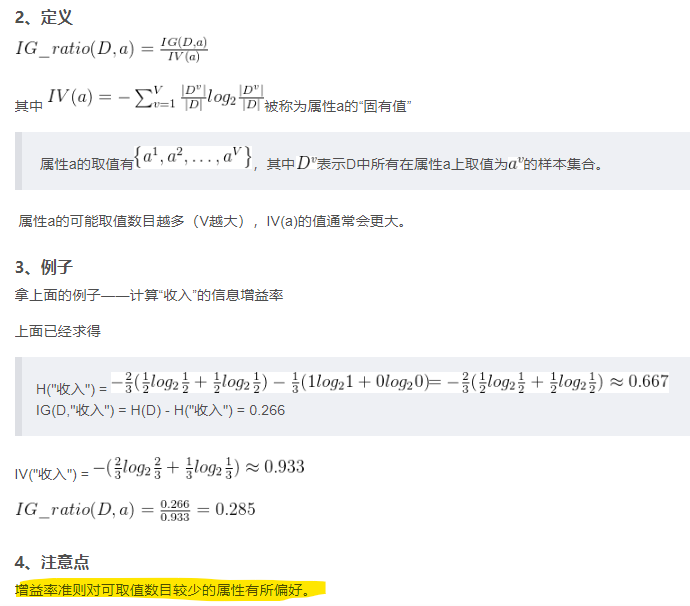 2、定义
IG_ratio(D,a) = \frac{IG(D,a)}{IV(a)}
其中 IV(a) = -\sum_{v=1}^{V} \frac{|D^v|}{|D|} log_2 \frac{|D^v|}{|D|} 被称为属性a的“固有值”
属性a的取值有 \{a^1, a^2, ..., a^V\}，其中 D^v 表示D中所有在属性a上取值为 a^v 的样本集合。
属性a的可能取值数目越多（V越大），IV(a)的值通常会更大。
3、例子
拿上面的例子——计算“收入”的信息增益率
上面已经求得
H("收入") = -\frac{2}{3}(\frac{1}{2}log_2\frac{1}{2} + \frac{1}{2}log_2\frac{1}{2}) - \frac{1}{3}(1log_21 + 0log_20) = -\frac{2}{3}(\frac{1}{2}log_2\frac{1}{2} + \frac{1}{2}log_2\frac{1}{2}) ≈ 0.667
IG(D,"收入") = H(D) - H("收入") = 0.266
IV("收入") = -(\frac{2}{3}log_2\frac{2}{3} + \frac{1}{3}log_2\frac{1}{3}) ≈ 0.933
IG_ratio(D,a) = \frac{0.266}{0.933} = 0.285
4、注意点
增益率准则对可取值数目较少的属性有所偏好。